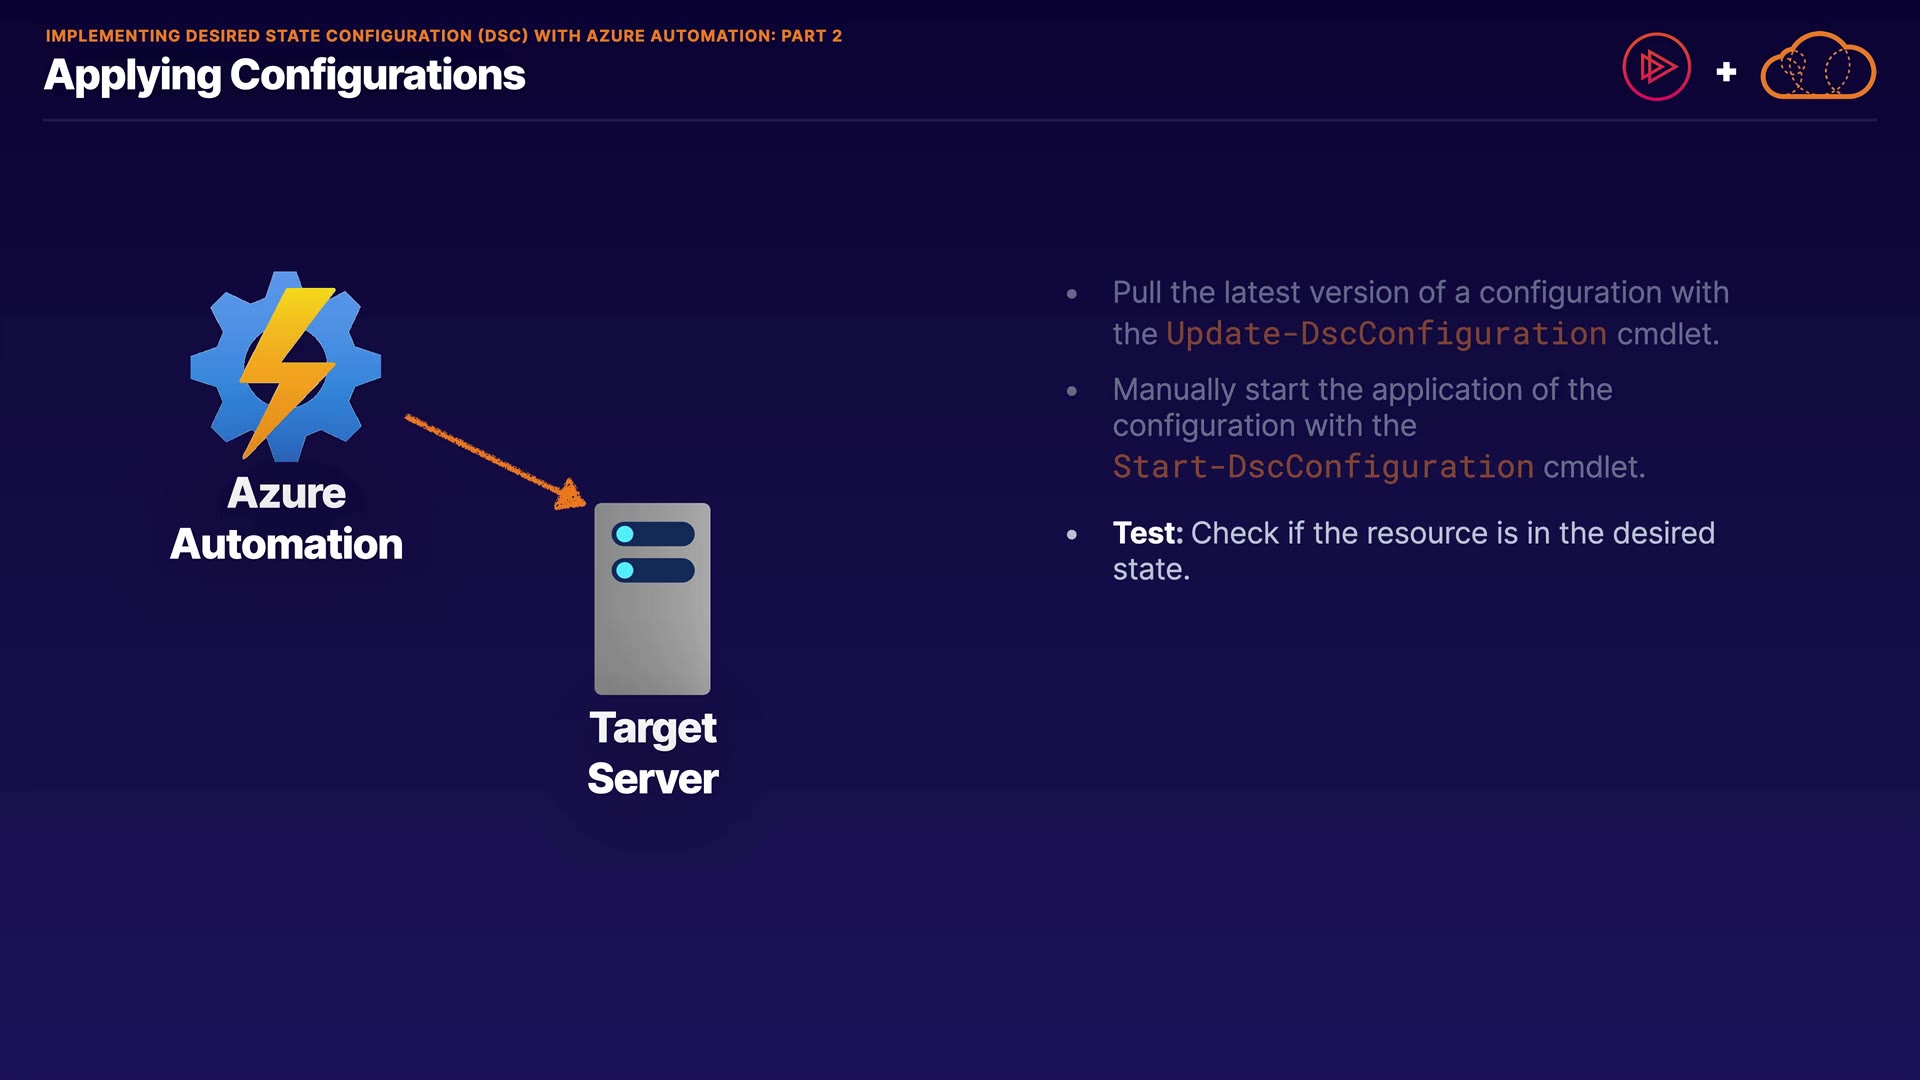 IMPLEMENTING DESIRED STATE CONFIGURATION (DSC) WITH AZURE AUTOMATION: PART 2
Applying Configurations
Azure
Automation
Target
Server
• Pull the latest version of a configuration with
the Update-DscConfiguration cmdlet.
• Manually start the application of the
configuration with the
Start-DscConfiguration cmdlet.
• Test: Check if the resource is in the desired
state.